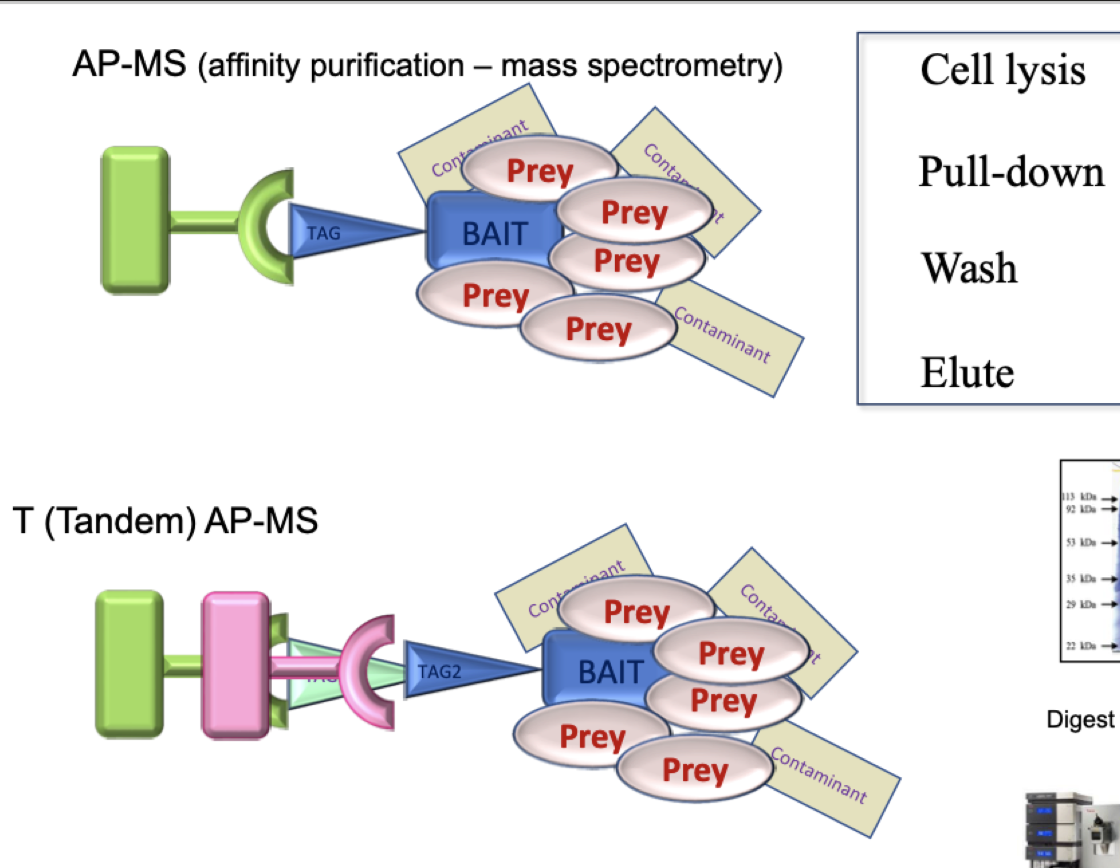 AP-MS (affinity purification – mass spectrometry)
Cell lysis
Pull-down
Wash
Elute
Contaminant
Contaminant
Prey
Prey
TAG
BAIT
Prey
Prey
Prey
Contaminant
T (Tandem) AP-MS
113 kDa
92 kDa
53 kDa
35 kDa
29 kDa
22 kDa
Contaminant
Contaminant
Prey
Prey
TAG2
BAIT
Prey
Prey
Prey
Contaminant
Digest